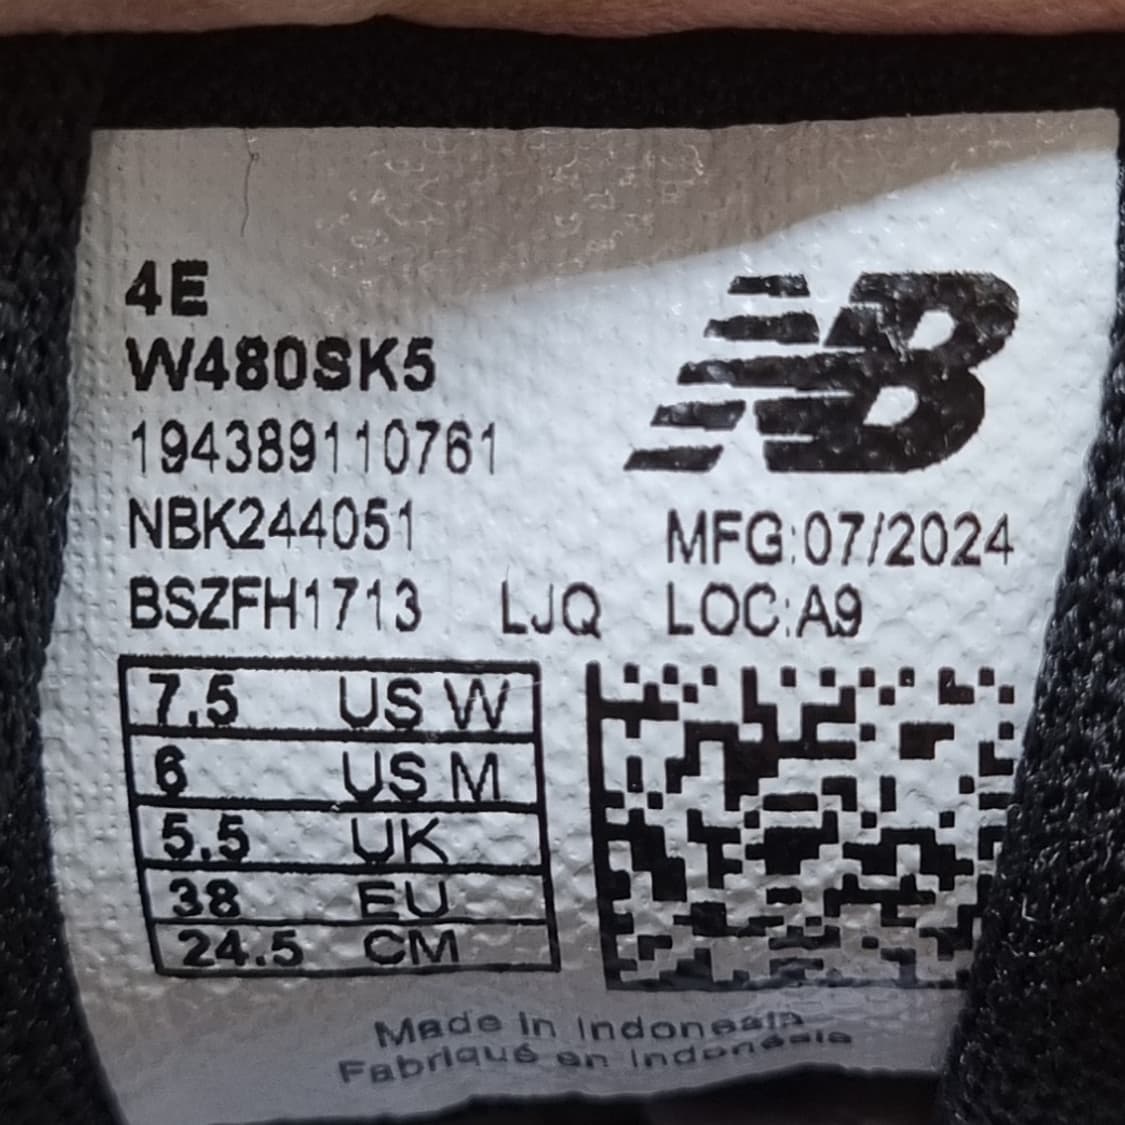 4E
W480SK5
194389110761
NB
NBK244051
MFG:07/2024
BSZFH1713 LJQ LOC:A9
7.5 US W
6 US M
5.5 UK
38 EU
24.5 CM
Made in Indonesia
Fabriqué en Indonésie